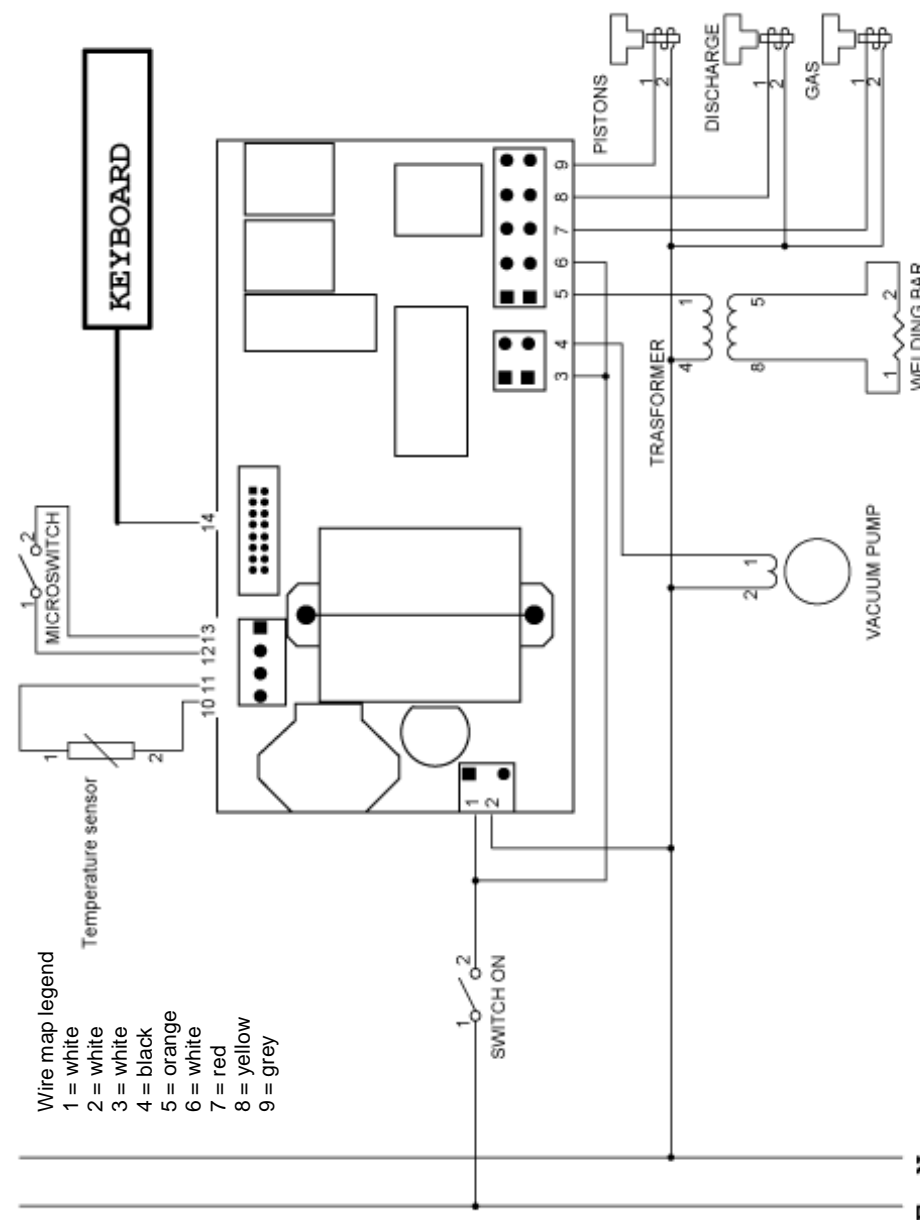 Wire map legend
1 = white
2 = white
3 = white
4 = black
5 = orange
6 = white
7 = red
8 = yellow
9 = grey
Temperature sensor
1
2
MICROSWITCH
1 2
KEYBOARD
10 11 12 13 14
1 2
SWITCH ON
1
2
3 4 5 6 7 8 9
PISTONS
1
2
DISCHARGE
1
2
GAS
1
2
TRASFORMER
4 1
8 5
2 1
VACUUM PUMP
1 2
WELDING BAR